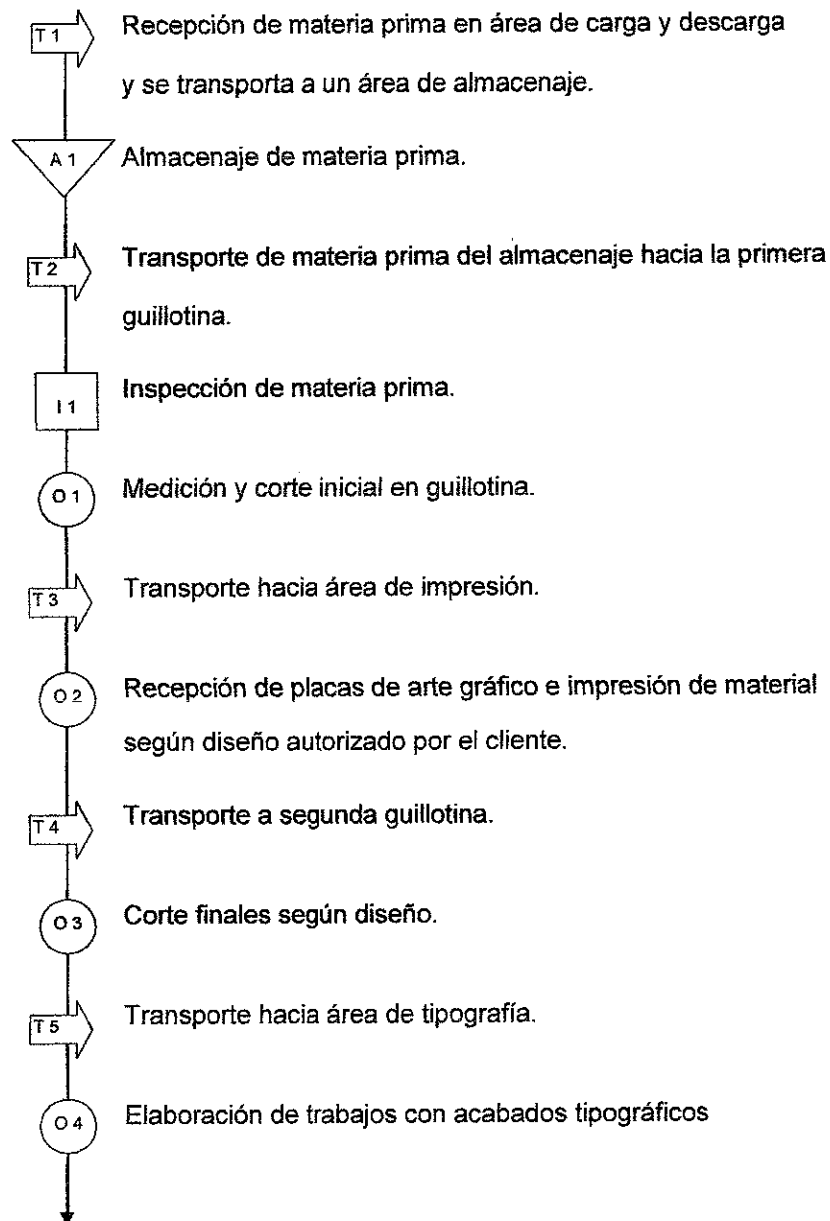 T 1
Recepción de materia prima en área de carga y descarga
y se transporta a un área de almacenaje.
A 1
Almacenaje de materia prima.
T 2
Transporte de materia prima del almacenaje hacia la primera
guillotina.
I 1
Inspección de materia prima.
O 1
Medición y corte inicial en guillotina.
T 3
Transporte hacia área de impresión.
O 2
Recepción de placas de arte gráfico e impresión de material
según diseño autorizado por el cliente.
T 4
Transporte a segunda guillotina.
O 3
Corte finales según diseño.
T 5
Transporte hacia área de tipografía.
O 4
Elaboración de trabajos con acabados tipográficos